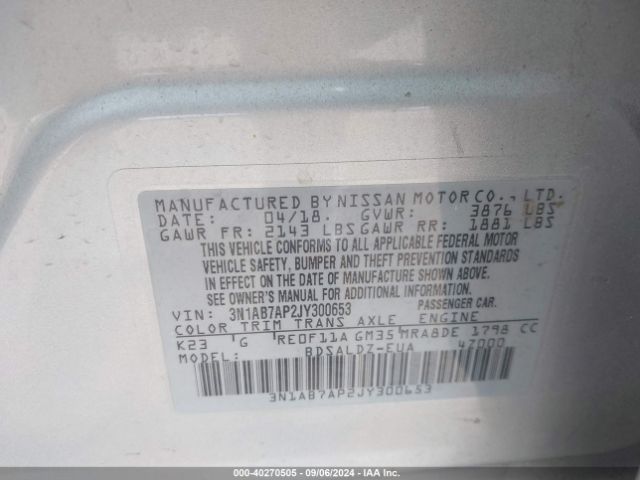 MANUFACTURED BY NISSAN MOTOR CO., LTD.
DATE: 04/18. GVWR: 3876 LBS
GAWR FR: 2143 LBS GAWR RR: 1881 LBS
THIS VEHICLE CONFORMS TO ALL APPLICABLE FEDERAL MOTOR
VEHICLE SAFETY, BUMPER AND THEFT PREVENTION STANDARDS
IN EFFECT ON THE DATE OF MANUFACTURE SHOWN ABOVE.
SEE OWNER'S MANUAL FOR ADDITIONAL INFORMATION.
VIN: 3N1AB7AP2JY300653 PASSENGER CAR.
COLOR TRIM TRANS AXLE ENGINE
K23 G RE0F11A GM35 MRA8DE 1798 CC
MODEL: BDSALDZ-EUA 47000
3N1AB7AP2JY300653
000-40270505 - 09/06/2024 - IAA Inc.